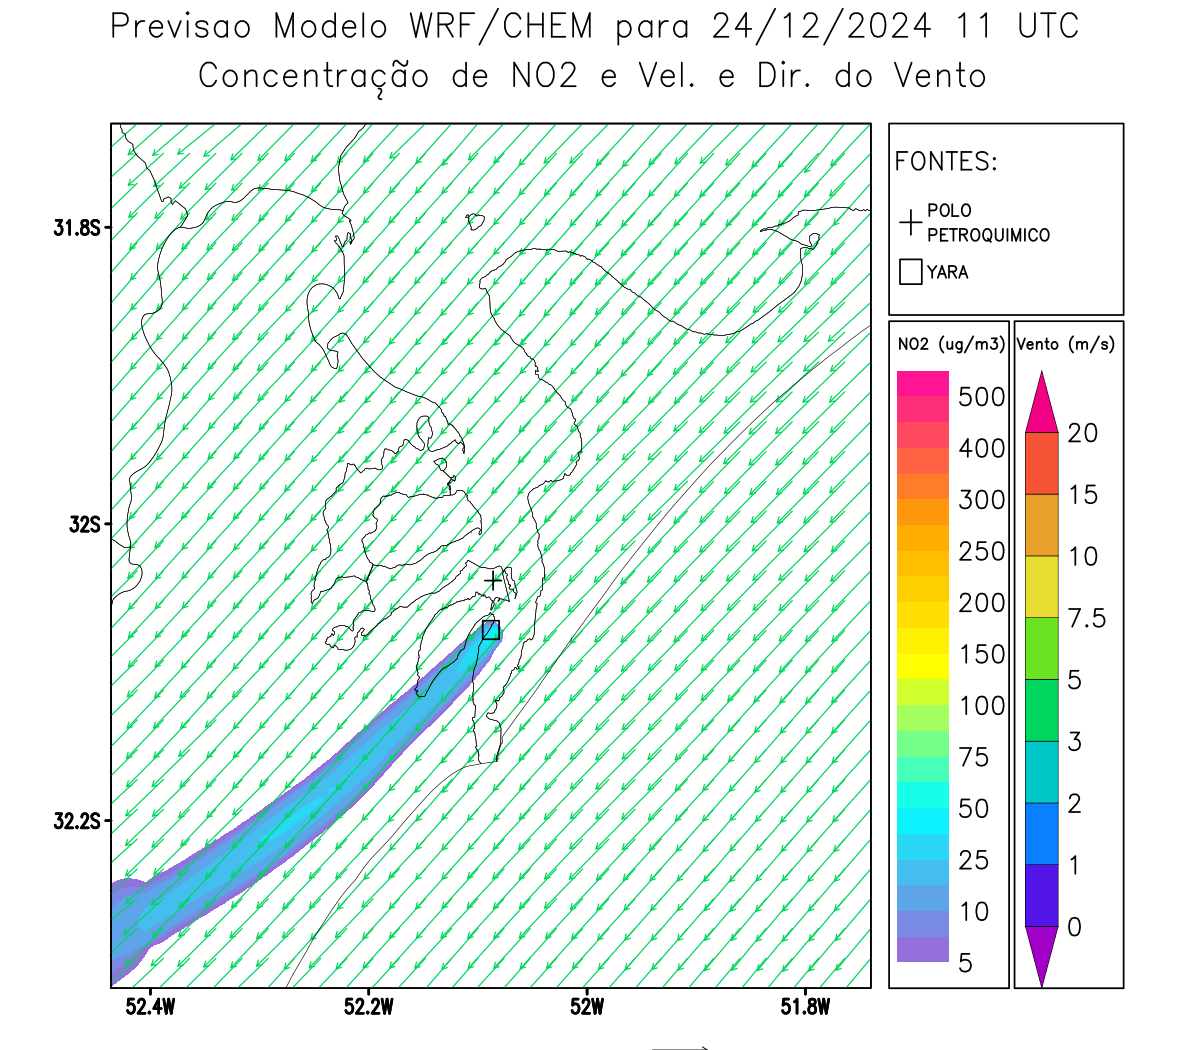 Previsao Modelo WRF/CHEM para 24/12/2024 11 UTC
Concentração de NO2 e Vel. e Dir. do Vento
FONTES:
POLO
PETROQUIMICO
YARA
NO2 (ug/m3)
500
400
300
250
200
150
100
75
50
25
10
5
Vento (m/s)
20
15
10
7.5
5
3
2
1
0
31.8S
32S
32.2S
52.4W
52.2W
52W
51.8W